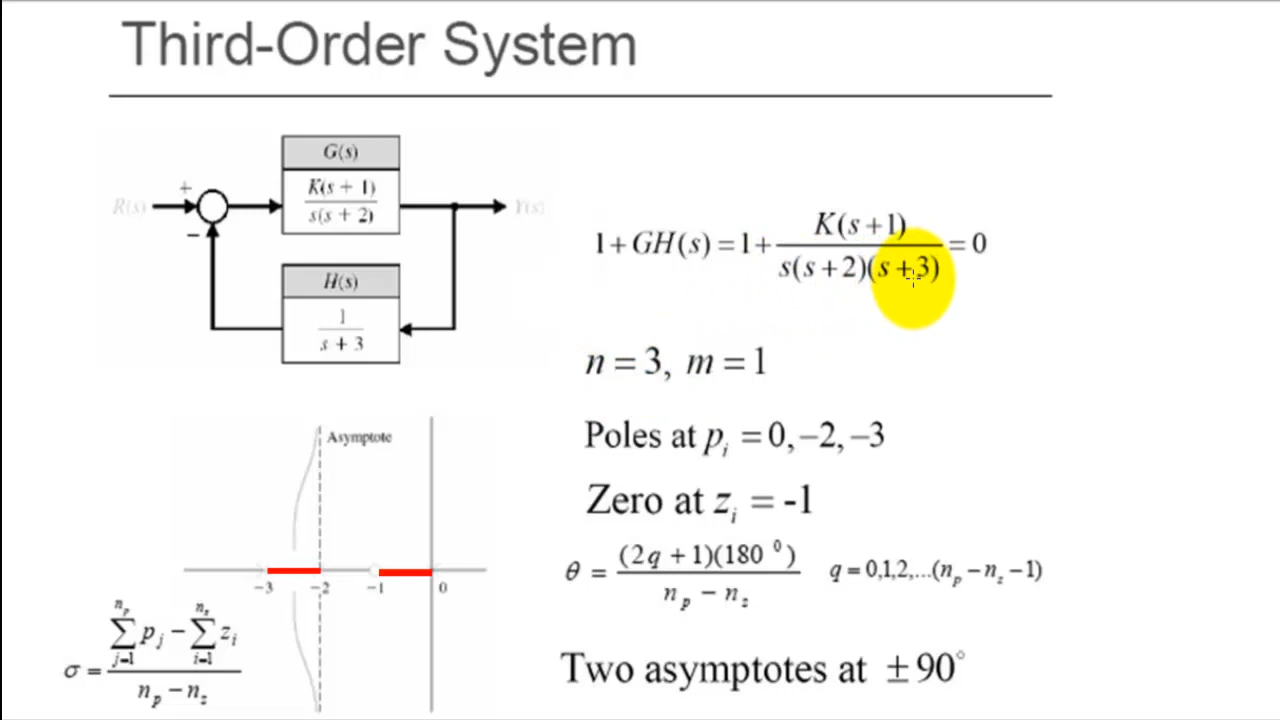 Third-Order System
G(s)
R(s)
+
K(s + 1)
s(s + 2)
Y(s)
−
H(s)
1
s + 3
1 + GH(s) = 1 + K(s + 1) / s(s + 2)(s + 3) = 0
n = 3, m = 1
Poles at p_i = 0, –2, –3
Zero at z_i = -1
θ = (2q + 1)(180 ⁰) / n_p − n_z    q = 0,1,2,...(n_p − n_z − 1)
Two asymptotes at ± 90°
Asymptote
−3 −2 −1 0
σ = ∑_{j=1}^{n_p} p_j − ∑_{i=1}^{n_z} z_i / n_p − n_z